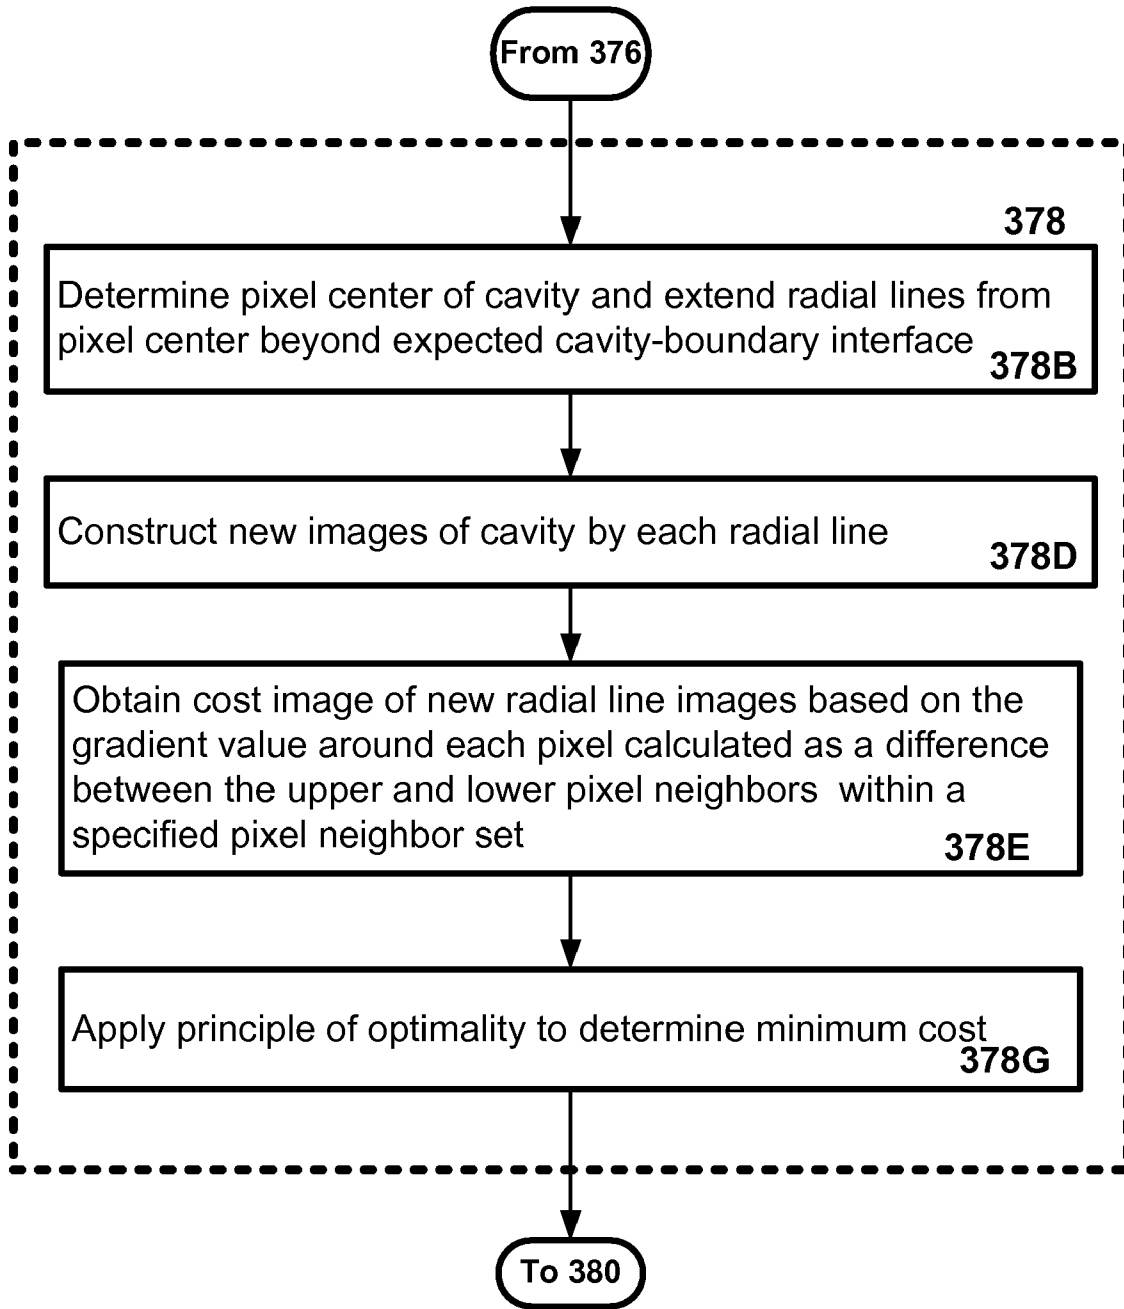 From 376
378
Determine pixel center of cavity and extend radial lines from
pixel center beyond expected cavity-boundary interface
378B
Construct new images of cavity by each radial line
378D
Obtain cost image of new radial line images based on the
gradient value around each pixel calculated as a difference
between the upper and lower pixel neighbors within a
specified pixel neighbor set
378E
Apply principle of optimality to determine minimum cost
378G
To 380